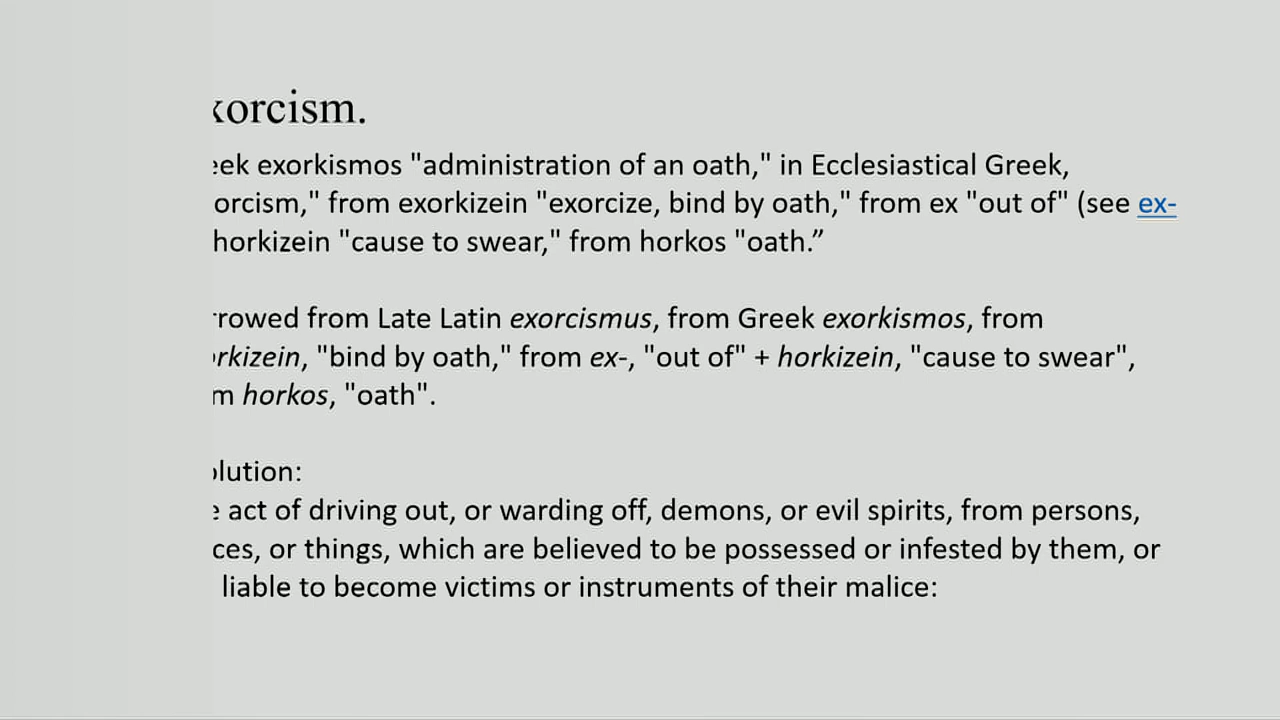 xorcism.
eek exorkismos "administration of an oath," in Ecclesiastical Greek,
orcism," from exorkizein "exorcize, bind by oath," from ex "out of" (see ex-
horkizein "cause to swear," from horkos "oath.”
rrowed from Late Latin exorcismus, from Greek exorkismos, from
rkizein, "bind by oath," from ex-, "out of" + horkizein, "cause to swear",
m horkos, "oath".
olution:
e act of driving out, or warding off, demons, or evil spirits, from persons,
ces, or things, which are believed to be possessed or infested by them, or
liable to become victims or instruments of their malice: